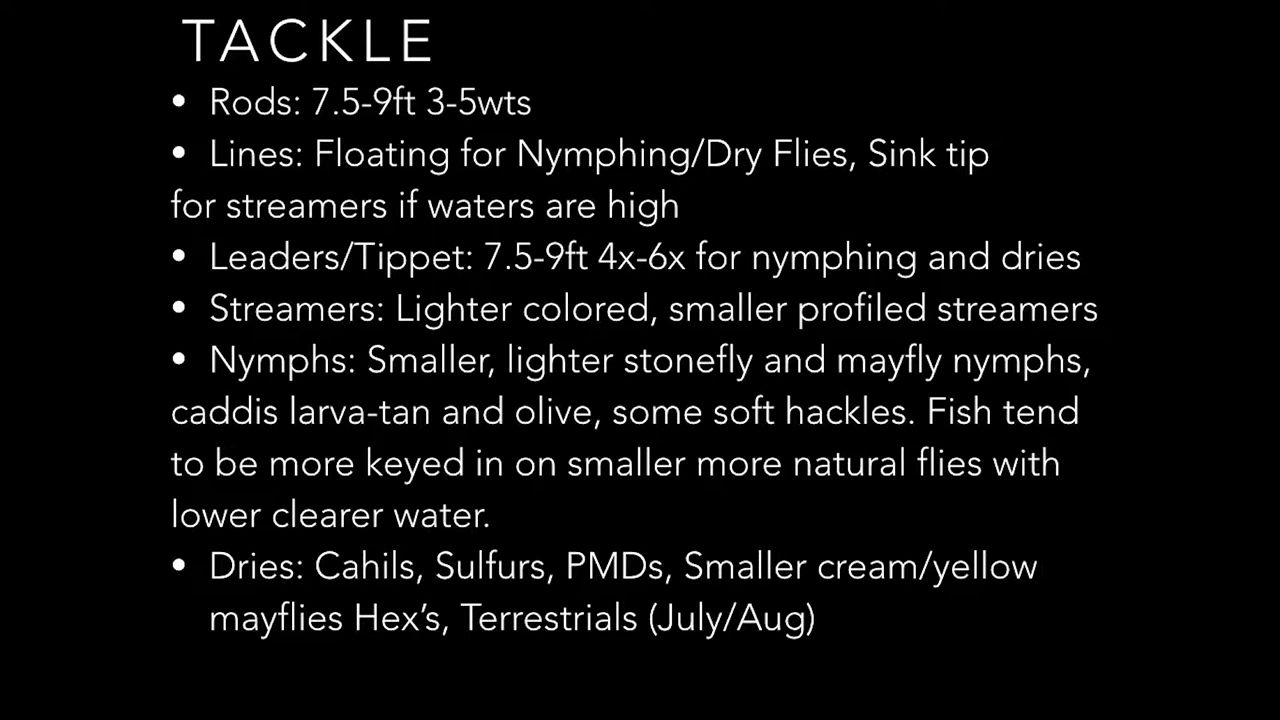 TACKLE
• Rods: 7.5-9ft 3-5wts
• Lines: Floating for Nymphing/Dry Flies, Sink tip
for streamers if waters are high
• Leaders/Tippet: 7.5-9ft 4x-6x for nymphing and dries
• Streamers: Lighter colored, smaller profiled streamers
• Nymphs: Smaller, lighter stonefly and mayfly nymphs,
caddis larva-tan and olive, some soft hackles. Fish tend
to be more keyed in on smaller more natural flies with
lower clearer water.
• Dries: Cahils, Sulfurs, PMDs, Smaller cream/yellow
mayflies Hex’s, Terrestrials (July/Aug)